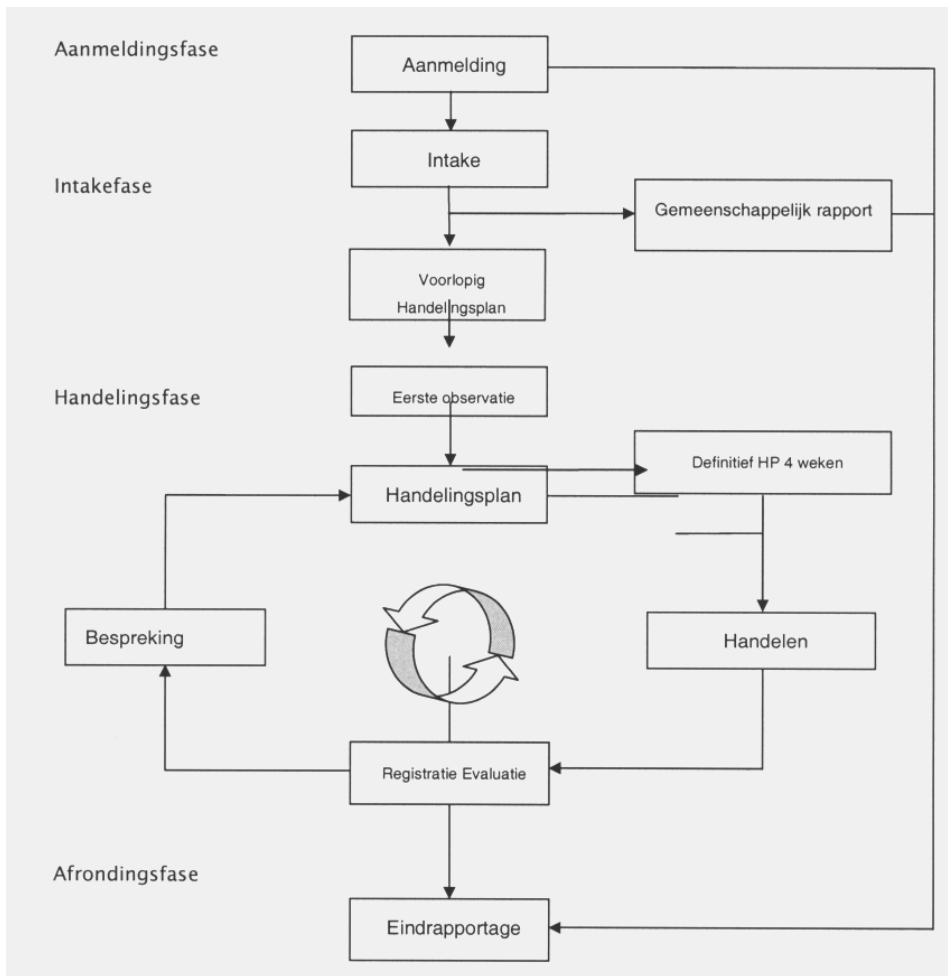 Aanmeldingsfase
Aanmelding
Intake
Intakefase
Gemeenschappelijk rapport
Voorlopig
Handelingsplan
Handelingsfase
Eerste observatie
Definitief HP 4 weken
Handelingsplan
Bespreking
Handelen
Registratie Evaluatie
Afrondingsfase
Eindrapportage